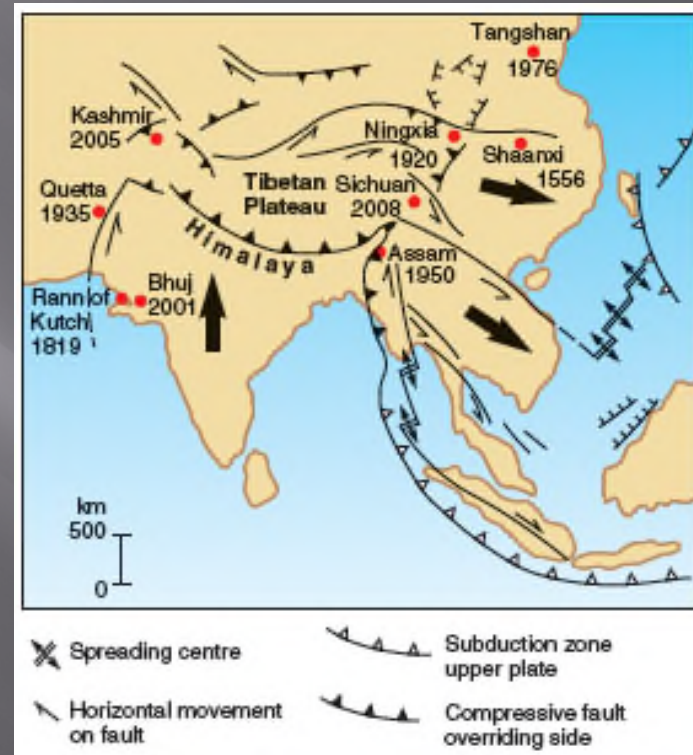 Tangshan
1976
Kashmir
2005
Ningxia
1920
Shaanxi
1556
Quetta
1935
Tibetan
Plateau
Sichuan
2008
Himalaya
Assam
1950
Rann of
Kutch
1819
Bhuj
2001
km
500
0
Spreading centre
Subduction zone
upper plate
Horizontal movement
on fault
Compressive fault
overriding side